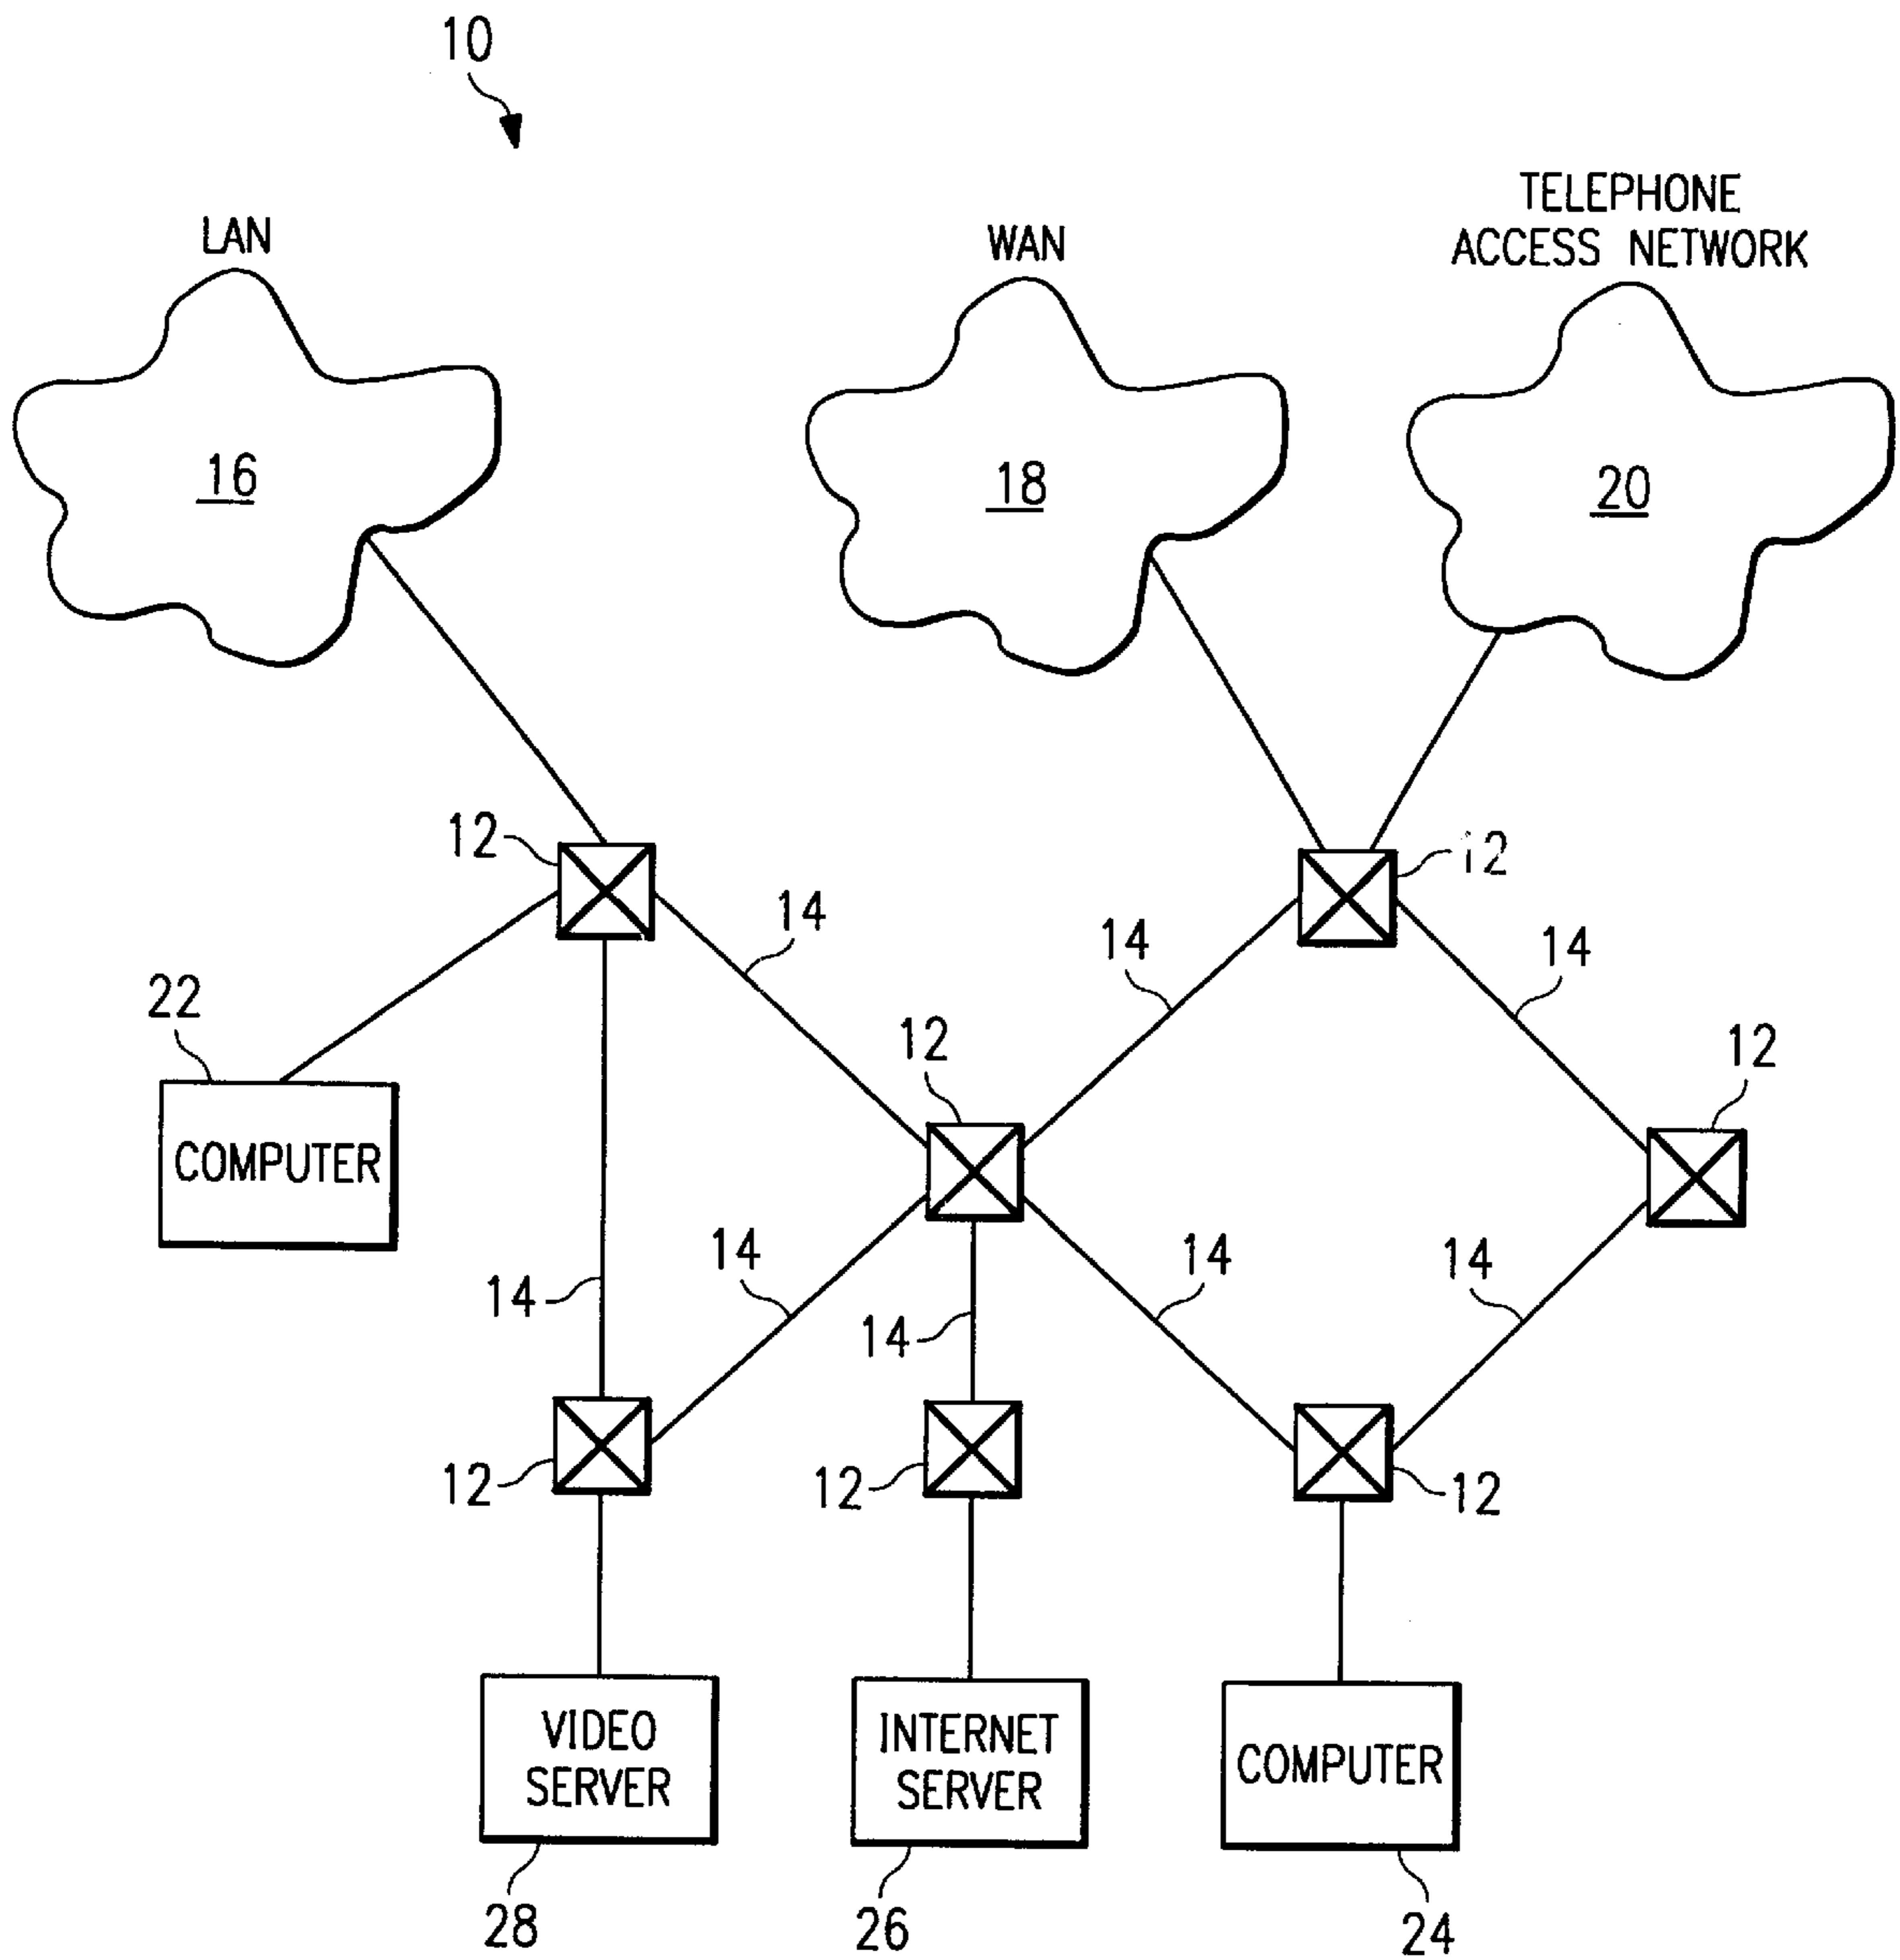 10
LAN
WAN
TELEPHONE
ACCESS NETWORK
16
18
20
12
12
14
14
14
22
12
12
COMPUTER
14
14
14
14
14
12
12
12
VIDEO
SERVER
INTERNET
SERVER
COMPUTER
28
26
24